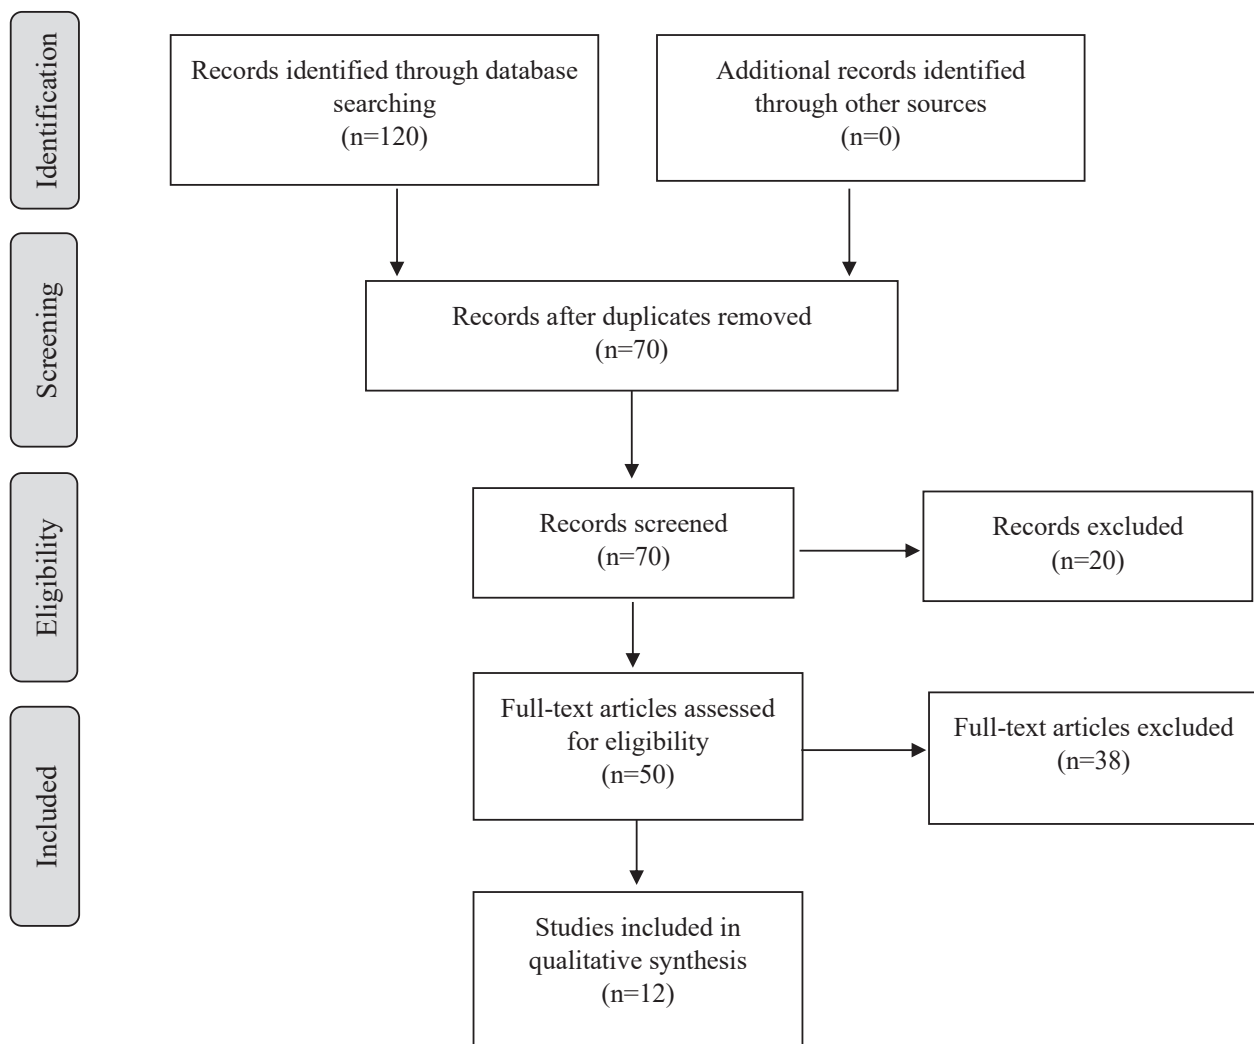 Identification
Records identified through database
searching
(n=120)
Additional records identified
through other sources
(n=0)
Screening
Records after duplicates removed
(n=70)
Eligibility
Records screened
(n=70)
Records excluded
(n=20)
Full-text articles assessed
for eligibility
(n=50)
Full-text articles excluded
(n=38)
Included
Studies included in
qualitative synthesis
(n=12)